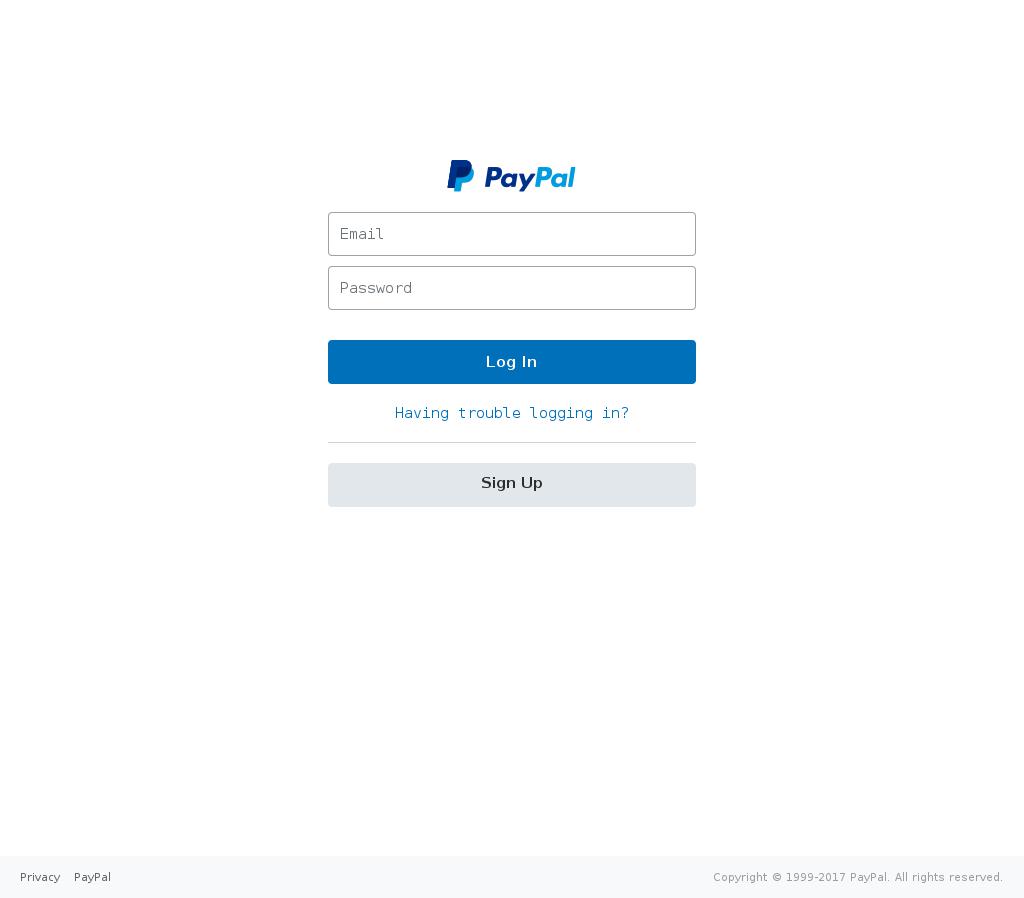 PayPal
Email
Password
Log In
Having trouble logging in?
Sign Up
Privacy PayPal Copyright © 1999-2017 PayPal. All rights reserved.